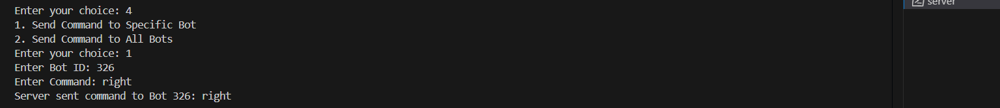 Enter your choice: 4
1. Send Command to Specific Bot
2. Send Command to All Bots
Enter your choice: 1
Enter Bot ID: 326
Enter Command: right
Server sent command to Bot 326: right
server